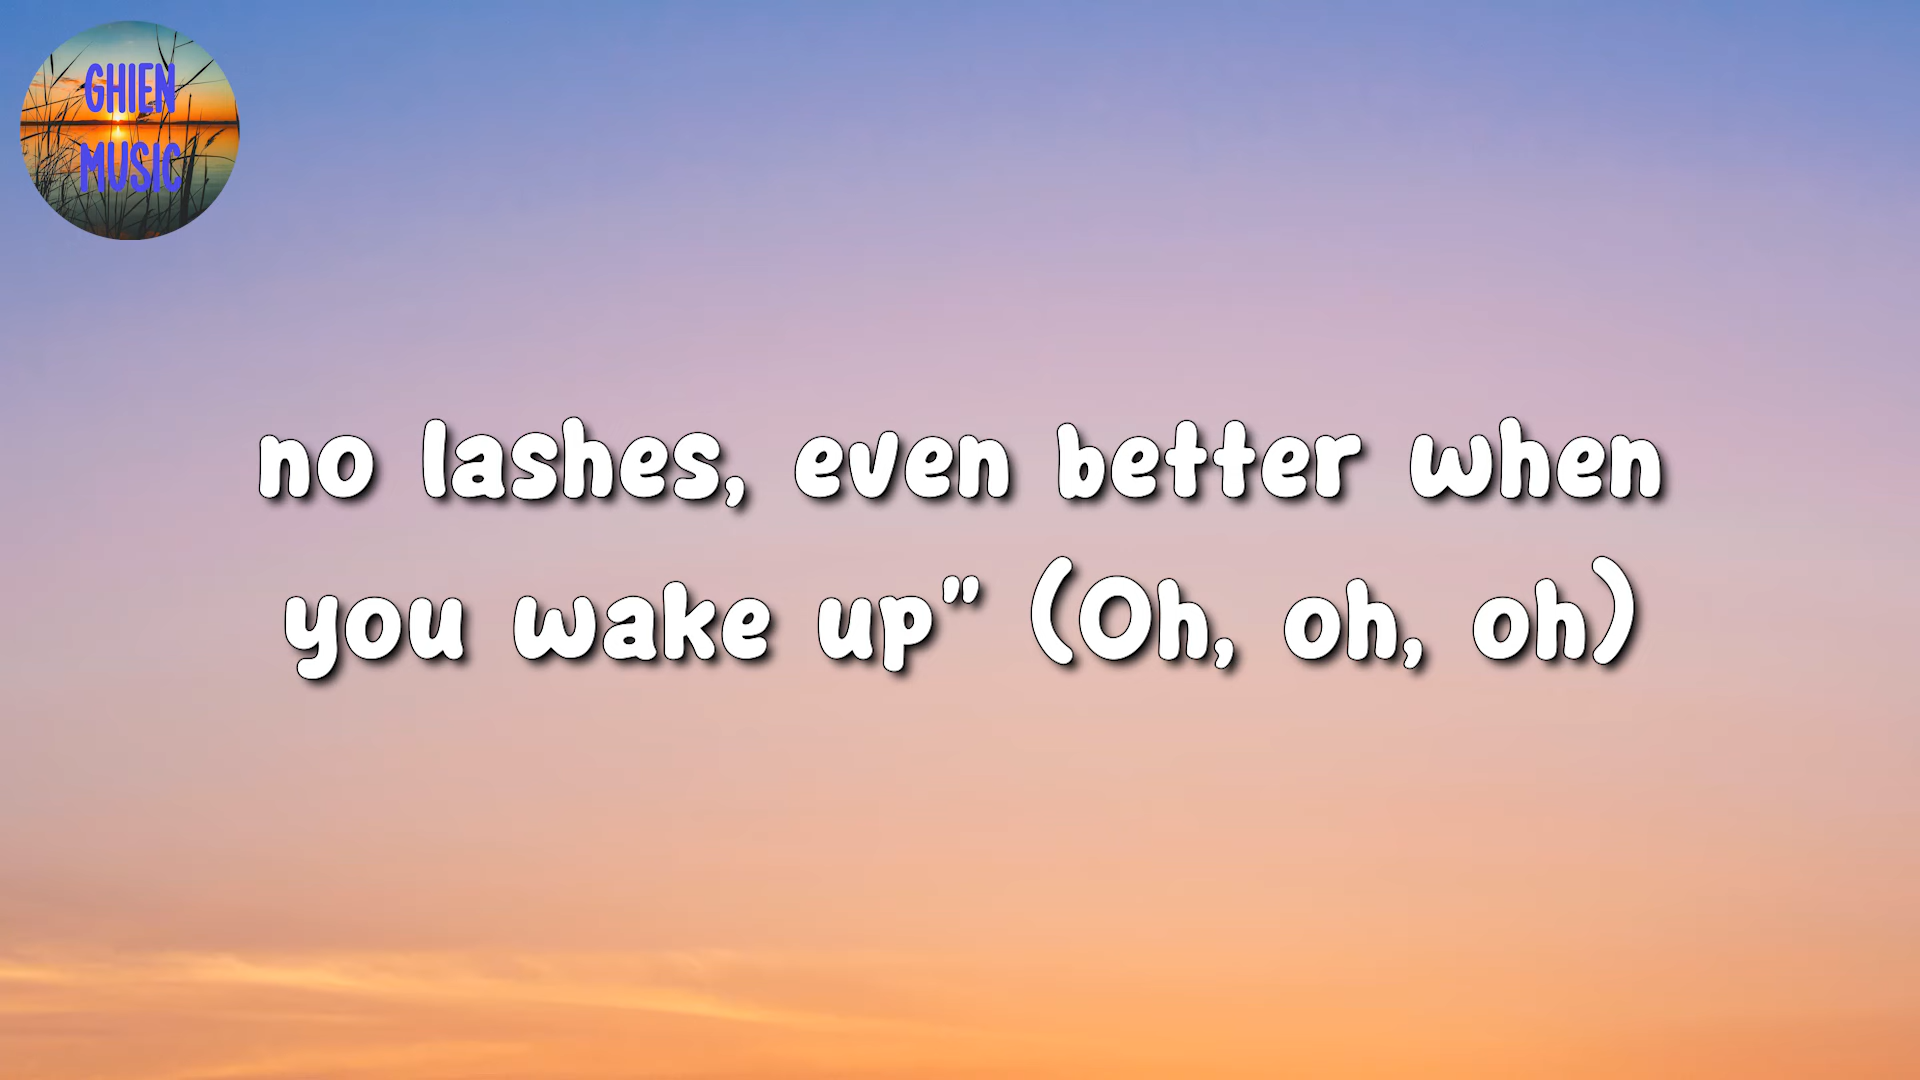 GHIEN
MUSIC
no lashes, even better when
you wake up" (Oh, oh, oh)